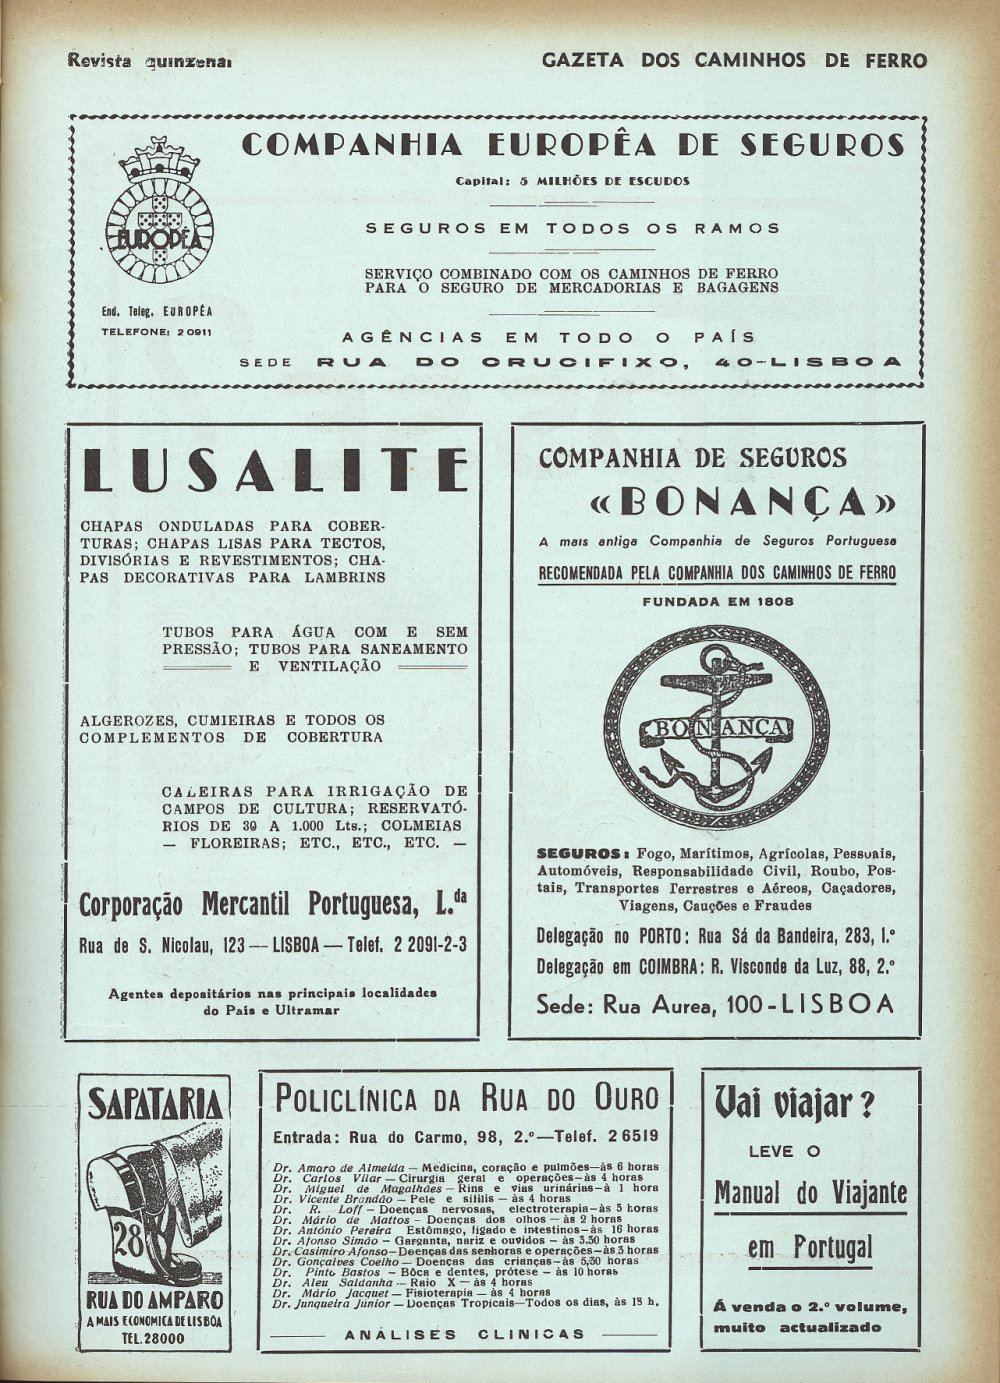 Revista quinzenal
GAZETA DOS CAMINHOS DE FERRO
COMPANHIA EUROPÊA DE SEGUROS
Capital: 5 MILHÕES DE ESCUDOS
SEGUROS EM TODOS OS RAMOS
SERVIÇO COMBINADO COM OS CAMINHOS DE FERRO
PARA O SEGURO DE MERCADORIAS E BAGAGENS
AGÊNCIAS EM TODO O PAÍS
SEDE RUA DO CRUCIFIXO, 40-LISBOA
EUROPÊA
End. Teleg. EUROPÊA
TELEFONE: 20911
LUSALITE
CHAPAS ONDULADAS PARA COBER-
TURAS; CHAPAS LISAS PARA TECTOS,
DIVISÓRIAS E REVESTIMENTOS; CHA-
PAS DECORATIVAS PARA LAMBRINS
TUBOS PARA ÁGUA COM E SEM
PRESSÃO; TUBOS PARA SANEAMENTO
E VENTILAÇÃO
ALGEROZES, CUMIEIRAS E TODOS OS
COMPLEMENTOS DE COBERTURA
CALEIRAS PARA IRRIGAÇÃO DE
CAMPOS DE CULTURA; RESERVATÓ-
RIOS DE 30 A 1.000 Lts.; COLMEIAS
— FLOREIRAS; ETC., ETC., ETC. —
Corporação Mercantil Portuguesa, L.da
Rua de S. Nicolau, 123 — LISBOA — Telef. 2 2091-2-3
Agentes depositários nas principais localidades
do País e Ultramar
COMPANHIA DE SEGUROS
«BONANÇA»
A mais antiga Companhia de Seguros Portuguesa
RECOMENDADA PELA COMPANHIA DOS CAMINHOS DE FERRO
FUNDADA EM 1808
BONANÇA
SEGUROS: Fogo, Marítimos, Agrícolas, Pessoais,
Automóveis, Responsabilidade Civil, Roubo, Pos-
tais, Transportes Terrestres e Aéreos, Caçadores,
Viagens, Cauções e Fraudes
Delegação no PORTO: Rua Sá da Bandeira, 283, 1.º
Delegação em COIMBRA: R. Visconde da Luz, 88, 2.º
Sede: Rua Aurea, 100-LISBOA
SAPATARIA
28
RUA DO AMPARO
A MAIS ECONOMICA DE LISBÔA
TEL. 28000
POLICLÍNICA DA RUA DO OURO
Entrada: Rua do Carmo, 98, 2.º—Telef. 2 6519
Dr. Amaro de Almeida — Medicina, coração e pulmões—às 6 horas
Dr. Carlos Vilar — Cirurgia geral e operações—às 4 horas
Dr. Miguel de Magalhães — Rins e vias urinárias—à 1 hora
Dr. Vicente Brandão — Pele e sífilis — às 4 horas
Dr. R. Loff — Doenças nervosas, electroterapia—às 3 horas
Dr. Mário de Mattos - Doenças dos olhos — às 2 horas
Dr. António Pereira Estômago, fígado e intestinos—às 16 horas
Dr. Afonso Simão — Garganta, nariz e ouvidos — às 3,30 horas
Dr. Casimiro Afonso—Doenças das senhoras e operações—às 3 horas
Dr. Gonçalves Coelho — Doenças das crianças—às 5,30 horas
Dr. Pinto Bastos — Bôca e dentes, prótese — às 10 horas
Dr. Aleu Saldanha — Raio X — às 4 horas
Dr. Mário Jacquet — Fisioterapia — às 4 horas
Dr. Junqueira Júnior — Doenças Tropicais—Todos os dias, às 18 h.
ANÁLISES CLINICAS
Vai viajar?
LEVE O
Manual do Viajante
em Portugal
Á venda o 2.º volume,
muito actualizado